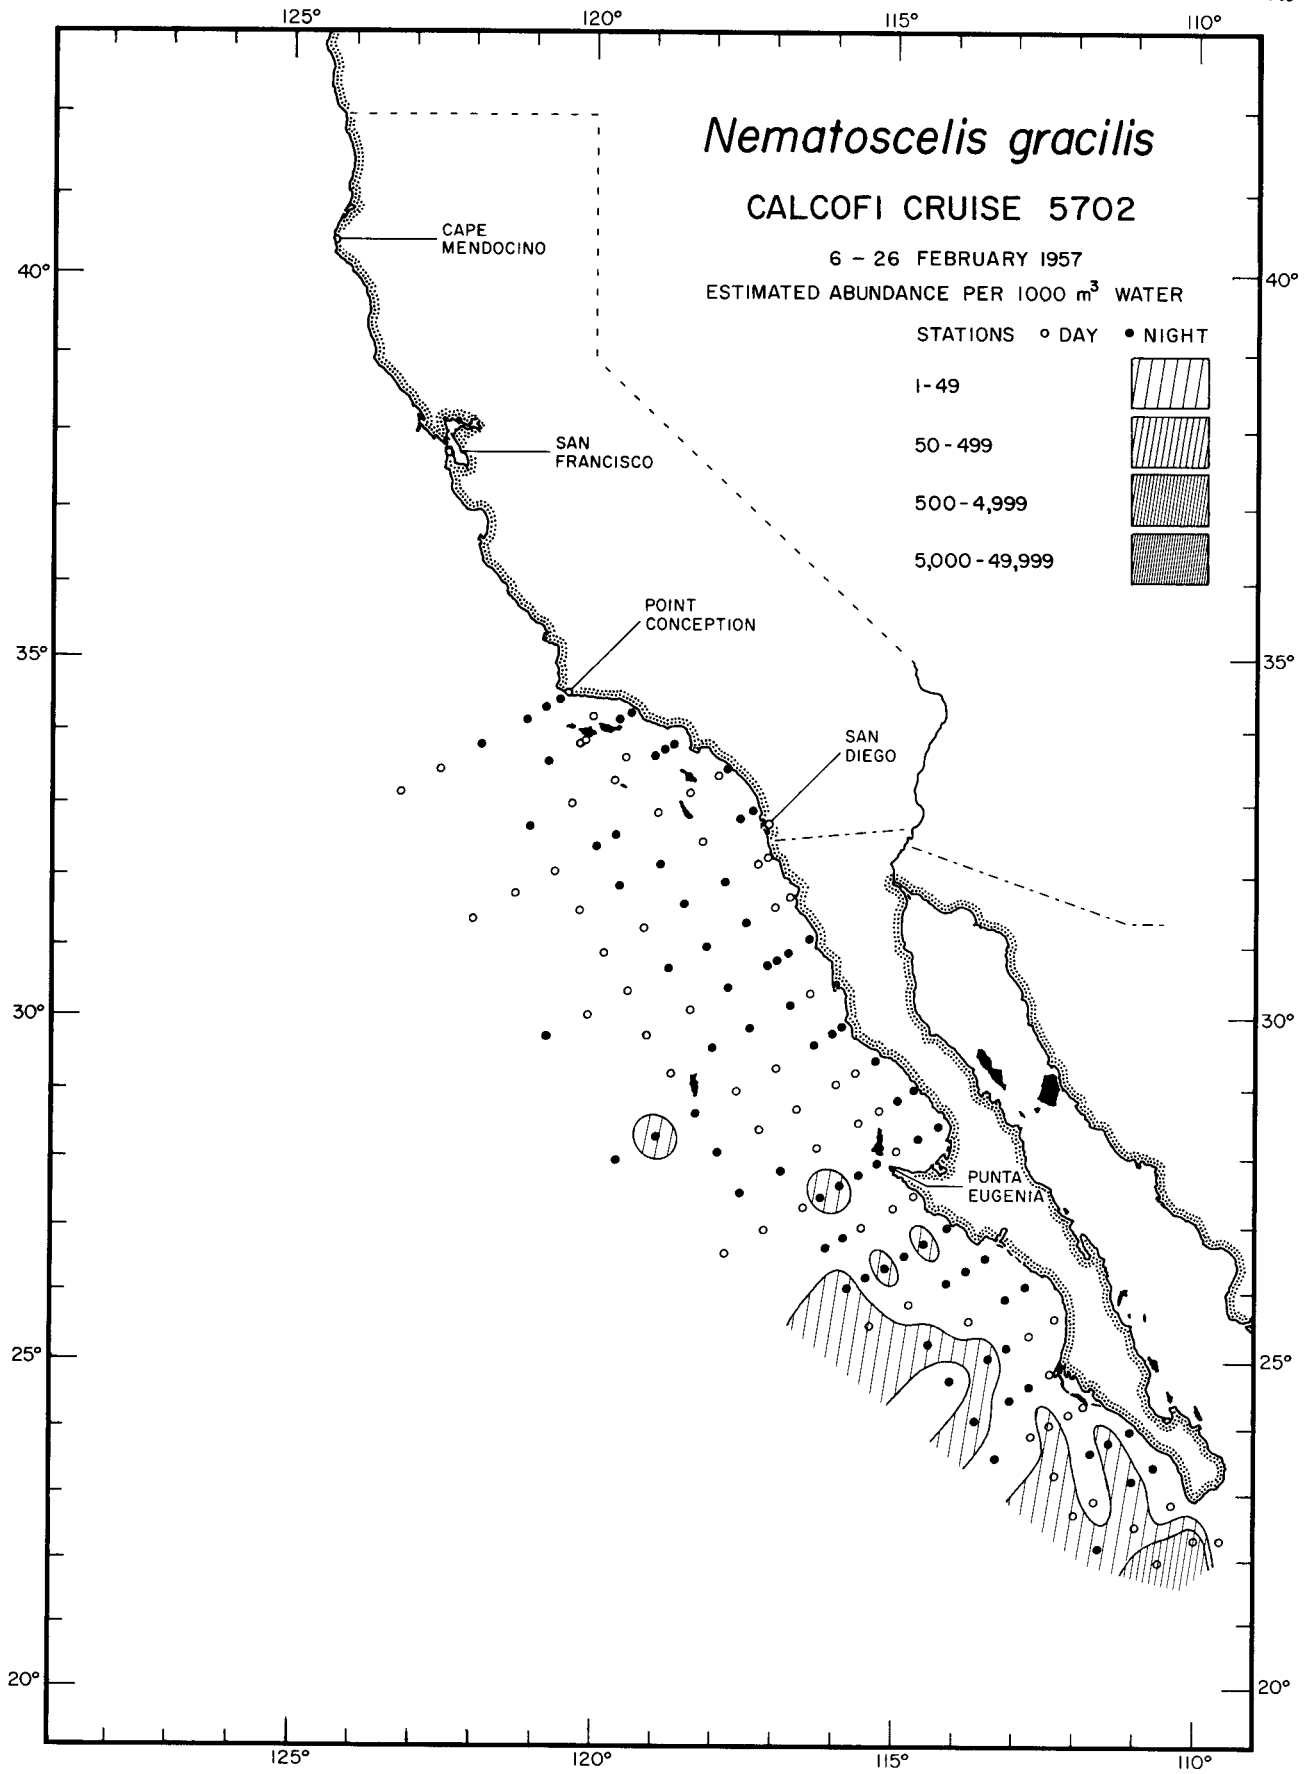 125° 120° 115° 110°
Nematoscelis gracilis
CALCOFI CRUISE 5702
6 – 26 FEBRUARY 1957
ESTIMATED ABUNDANCE PER 1000 m³ WATER
STATIONS ○ DAY ● NIGHT
1-49
50-499
500-4,999
5,000-49,999
CAPE
MENDOCINO
40° 40°
SAN
FRANCISCO
POINT
CONCEPTION
35° 35°
SAN
DIEGO
30° 30°
PUNTA
EUGENIA
25° 25°
20° 20°
125° 120° 115° 110°